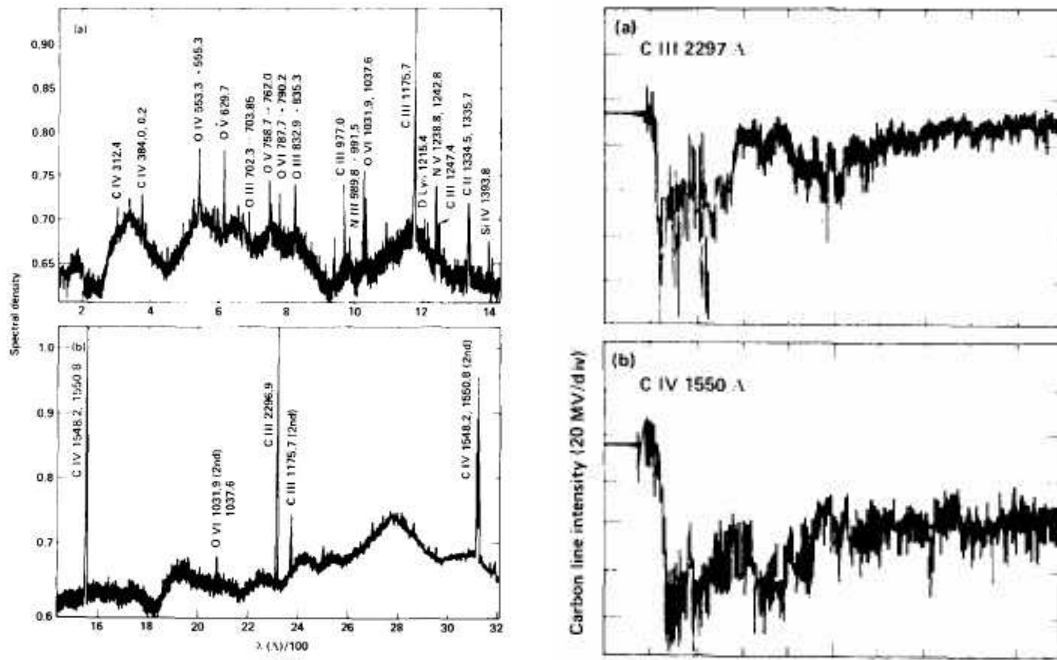 (a)
0.90
0.85
0.80
0.75
0.70
0.65
C IV 312.4
C IV 384.0, 0.2
O IV 553.3 - 555.3
O V 629.7
O III 702.3 - 703.85
O V 758.7 - 762.0
O VI 787.7 - 790.2
O III 832.9 - 835.3
C III 977.0
N III 989.8 - 991.5
O VI 1031.9, 1037.6
C III 1175.7
D Lyα 1215.4
N V 1238.8, 1242.8
C III 1247.4
C II 1334.5, 1335.7
Si IV 1393.8
2 4 6 8 10 12 14
Spectral density
(b)
1.0
0.9
0.8
0.7
0.6
C IV 1548.2, 1550.8
O VI 1031.9 (2nd)
1037.6
C III 2296.9
C III 1175.7 (2nd)
C IV 1548.2, 1550.8 (2nd)
16 18 20 22 24 26 28 30 32
λ (Å)/100
(a)
C III 2297 Å
(b)
C IV 1550 Å
Carbon line intensity (20 MV/div)